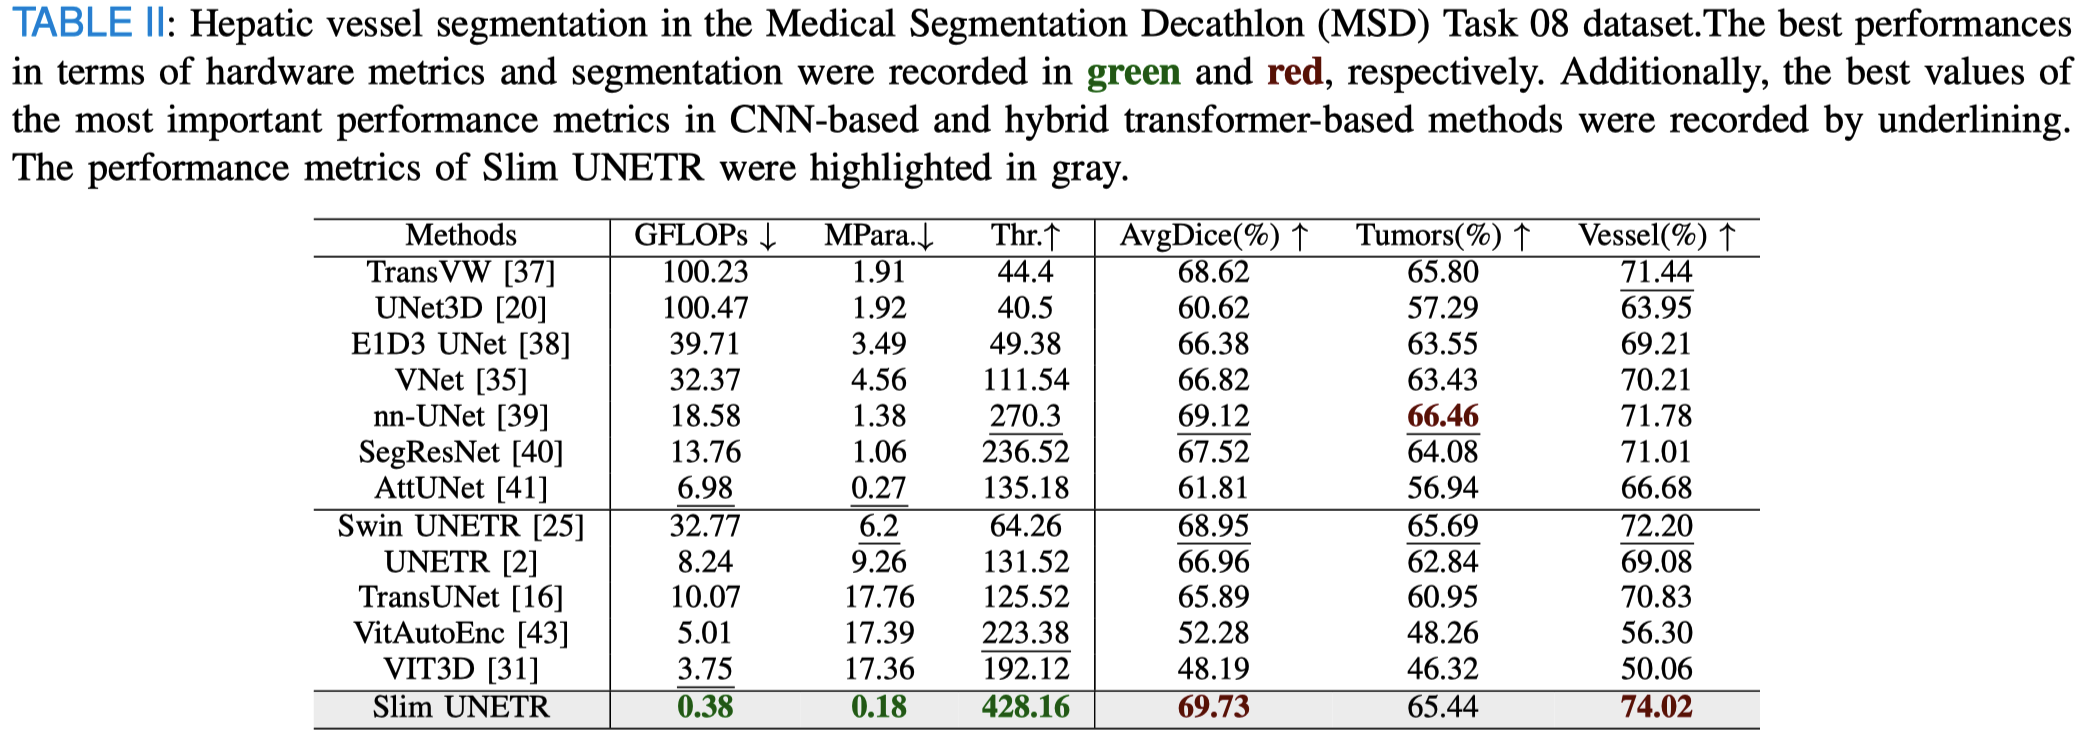 TABLE II: Hepatic vessel segmentation in the Medical Segmentation Decathlon (MSD) Task 08 dataset.The best performances
in terms of hardware metrics and segmentation were recorded in green and red, respectively. Additionally, the best values of
the most important performance metrics in CNN-based and hybrid transformer-based methods were recorded by underlining.
The performance metrics of Slim UNETR were highlighted in gray.
Methods GFLOPs ↓ MPara.↓ Thr.↑ AvgDice(%) ↑ Tumors(%) ↑ Vessel(%) ↑
TransVW [37] 100.23 1.91 44.4 68.62 65.80 71.44
UNet3D [20] 100.47 1.92 40.5 60.62 57.29 63.95
E1D3 UNet [38] 39.71 3.49 49.38 66.38 63.55 69.21
VNet [35] 32.37 4.56 111.54 66.82 63.43 70.21
nn-UNet [39] 18.58 1.38 270.3 69.12 66.46 71.78
SegResNet [40] 13.76 1.06 236.52 67.52 64.08 71.01
AttUNet [41] 6.98 0.27 135.18 61.81 56.94 66.68
Swin UNETR [25] 32.77 6.2 64.26 68.95 65.69 72.20
UNETR [2] 8.24 9.26 131.52 66.96 62.84 69.08
TransUNet [16] 10.07 17.76 125.52 65.89 60.95 70.83
VitAutoEnc [43] 5.01 17.39 223.38 52.28 48.26 56.30
VIT3D [31] 3.75 17.36 192.12 48.19 46.32 50.06
Slim UNETR 0.38 0.18 428.16 69.73 65.44 74.02